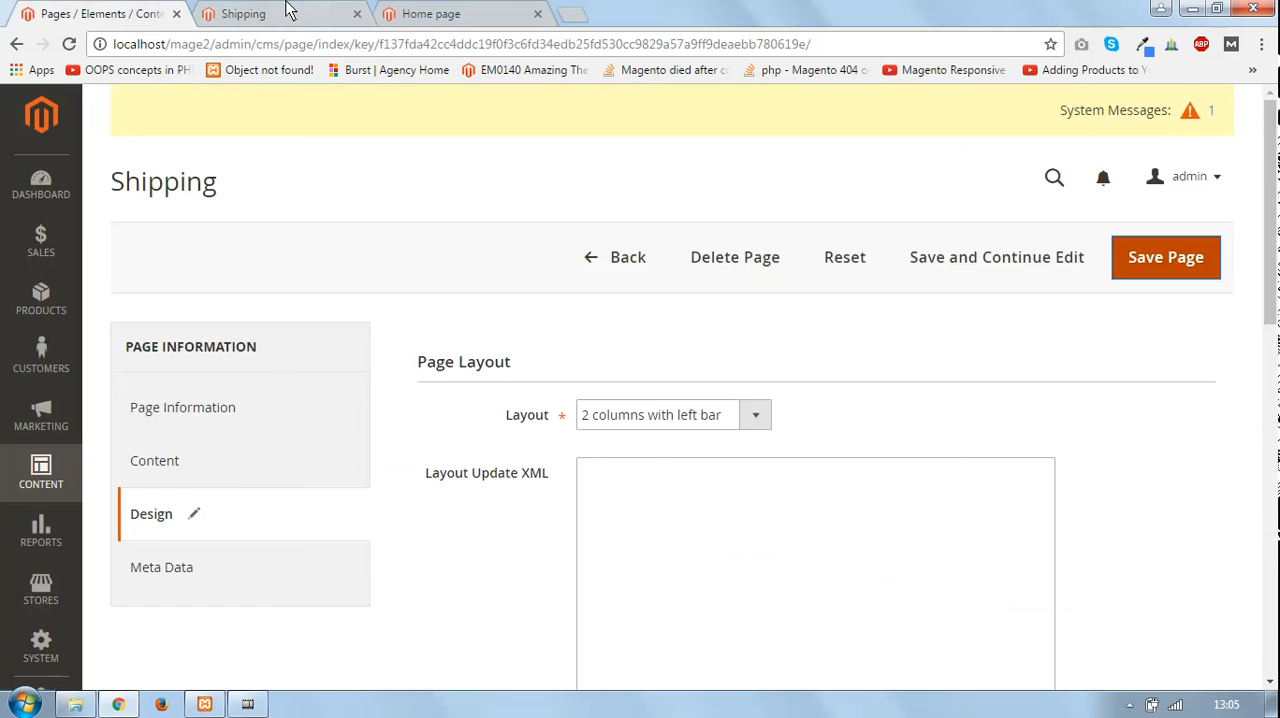 Pages / Elements / Conte
Shipping
Home page
localhost/mage2/admin/cms/page/index/key/f137fda42cc4ddc19f0f3c6fd34edb25fd530cc9829a57a9ff9deaebb780619e/
Apps
OOPS concepts in PH
Object not found!
Burst | Agency Home
EM0140 Amazing The
Magento died after co
php - Magento 404 o
Magento Responsive
Adding Products to Y
»
ABP
M
System Messages: 1
Shipping
admin
Back
Delete Page
Reset
Save and Continue Edit
Save Page
DASHBOARD
SALES
PRODUCTS
CUSTOMERS
MARKETING
CONTENT
REPORTS
STORES
SYSTEM
PAGE INFORMATION
Page Information
Content
Design
Meta Data
Page Layout
Layout * 2 columns with left bar
Layout Update XML
13:05